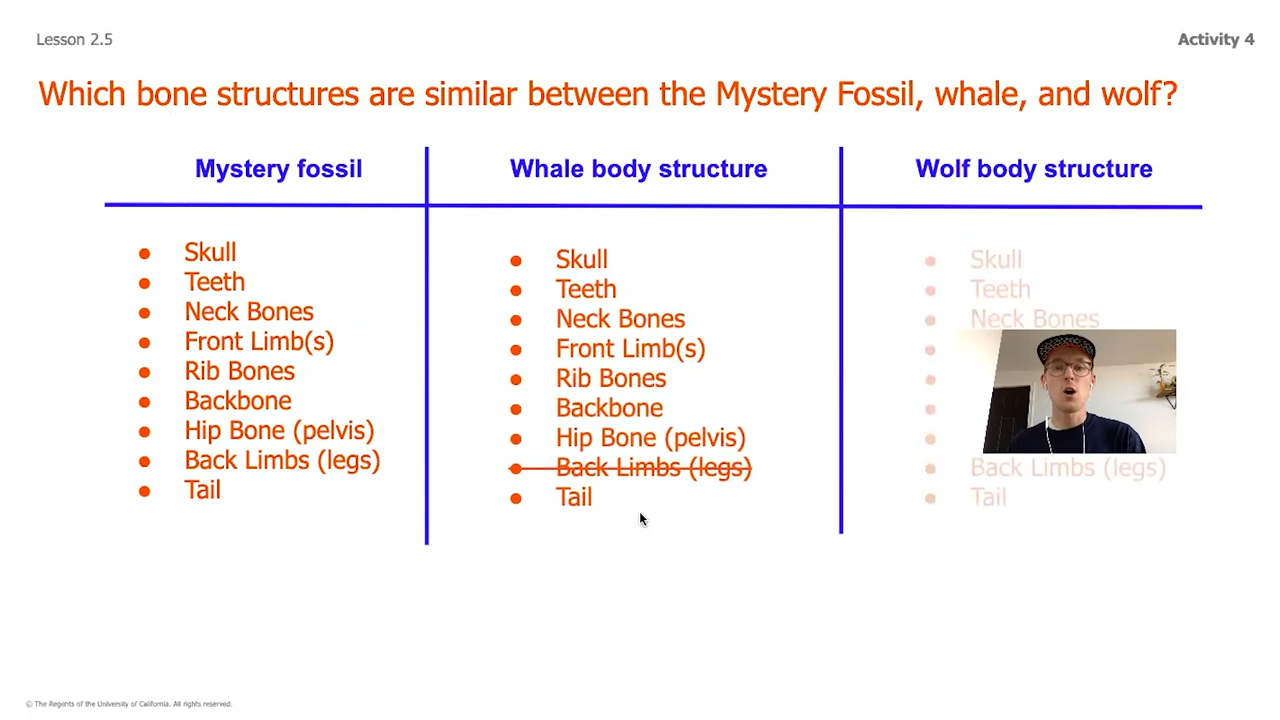 Lesson 2.5
Activity 4
Which bone structures are similar between the Mystery Fossil, whale, and wolf?
Mystery fossil
Skull
Teeth
Neck Bones
Front Limb(s)
Rib Bones
Backbone
Hip Bone (pelvis)
Back Limbs (legs)
Tail
Whale body structure
Skull
Teeth
Neck Bones
Front Limb(s)
Rib Bones
Backbone
Hip Bone (pelvis)
Back Limbs (legs)
Tail
Wolf body structure
Skull
Teeth
Neck Bones
Back Limbs (legs)
Tail
© The Regents of the University of California. All rights reserved.